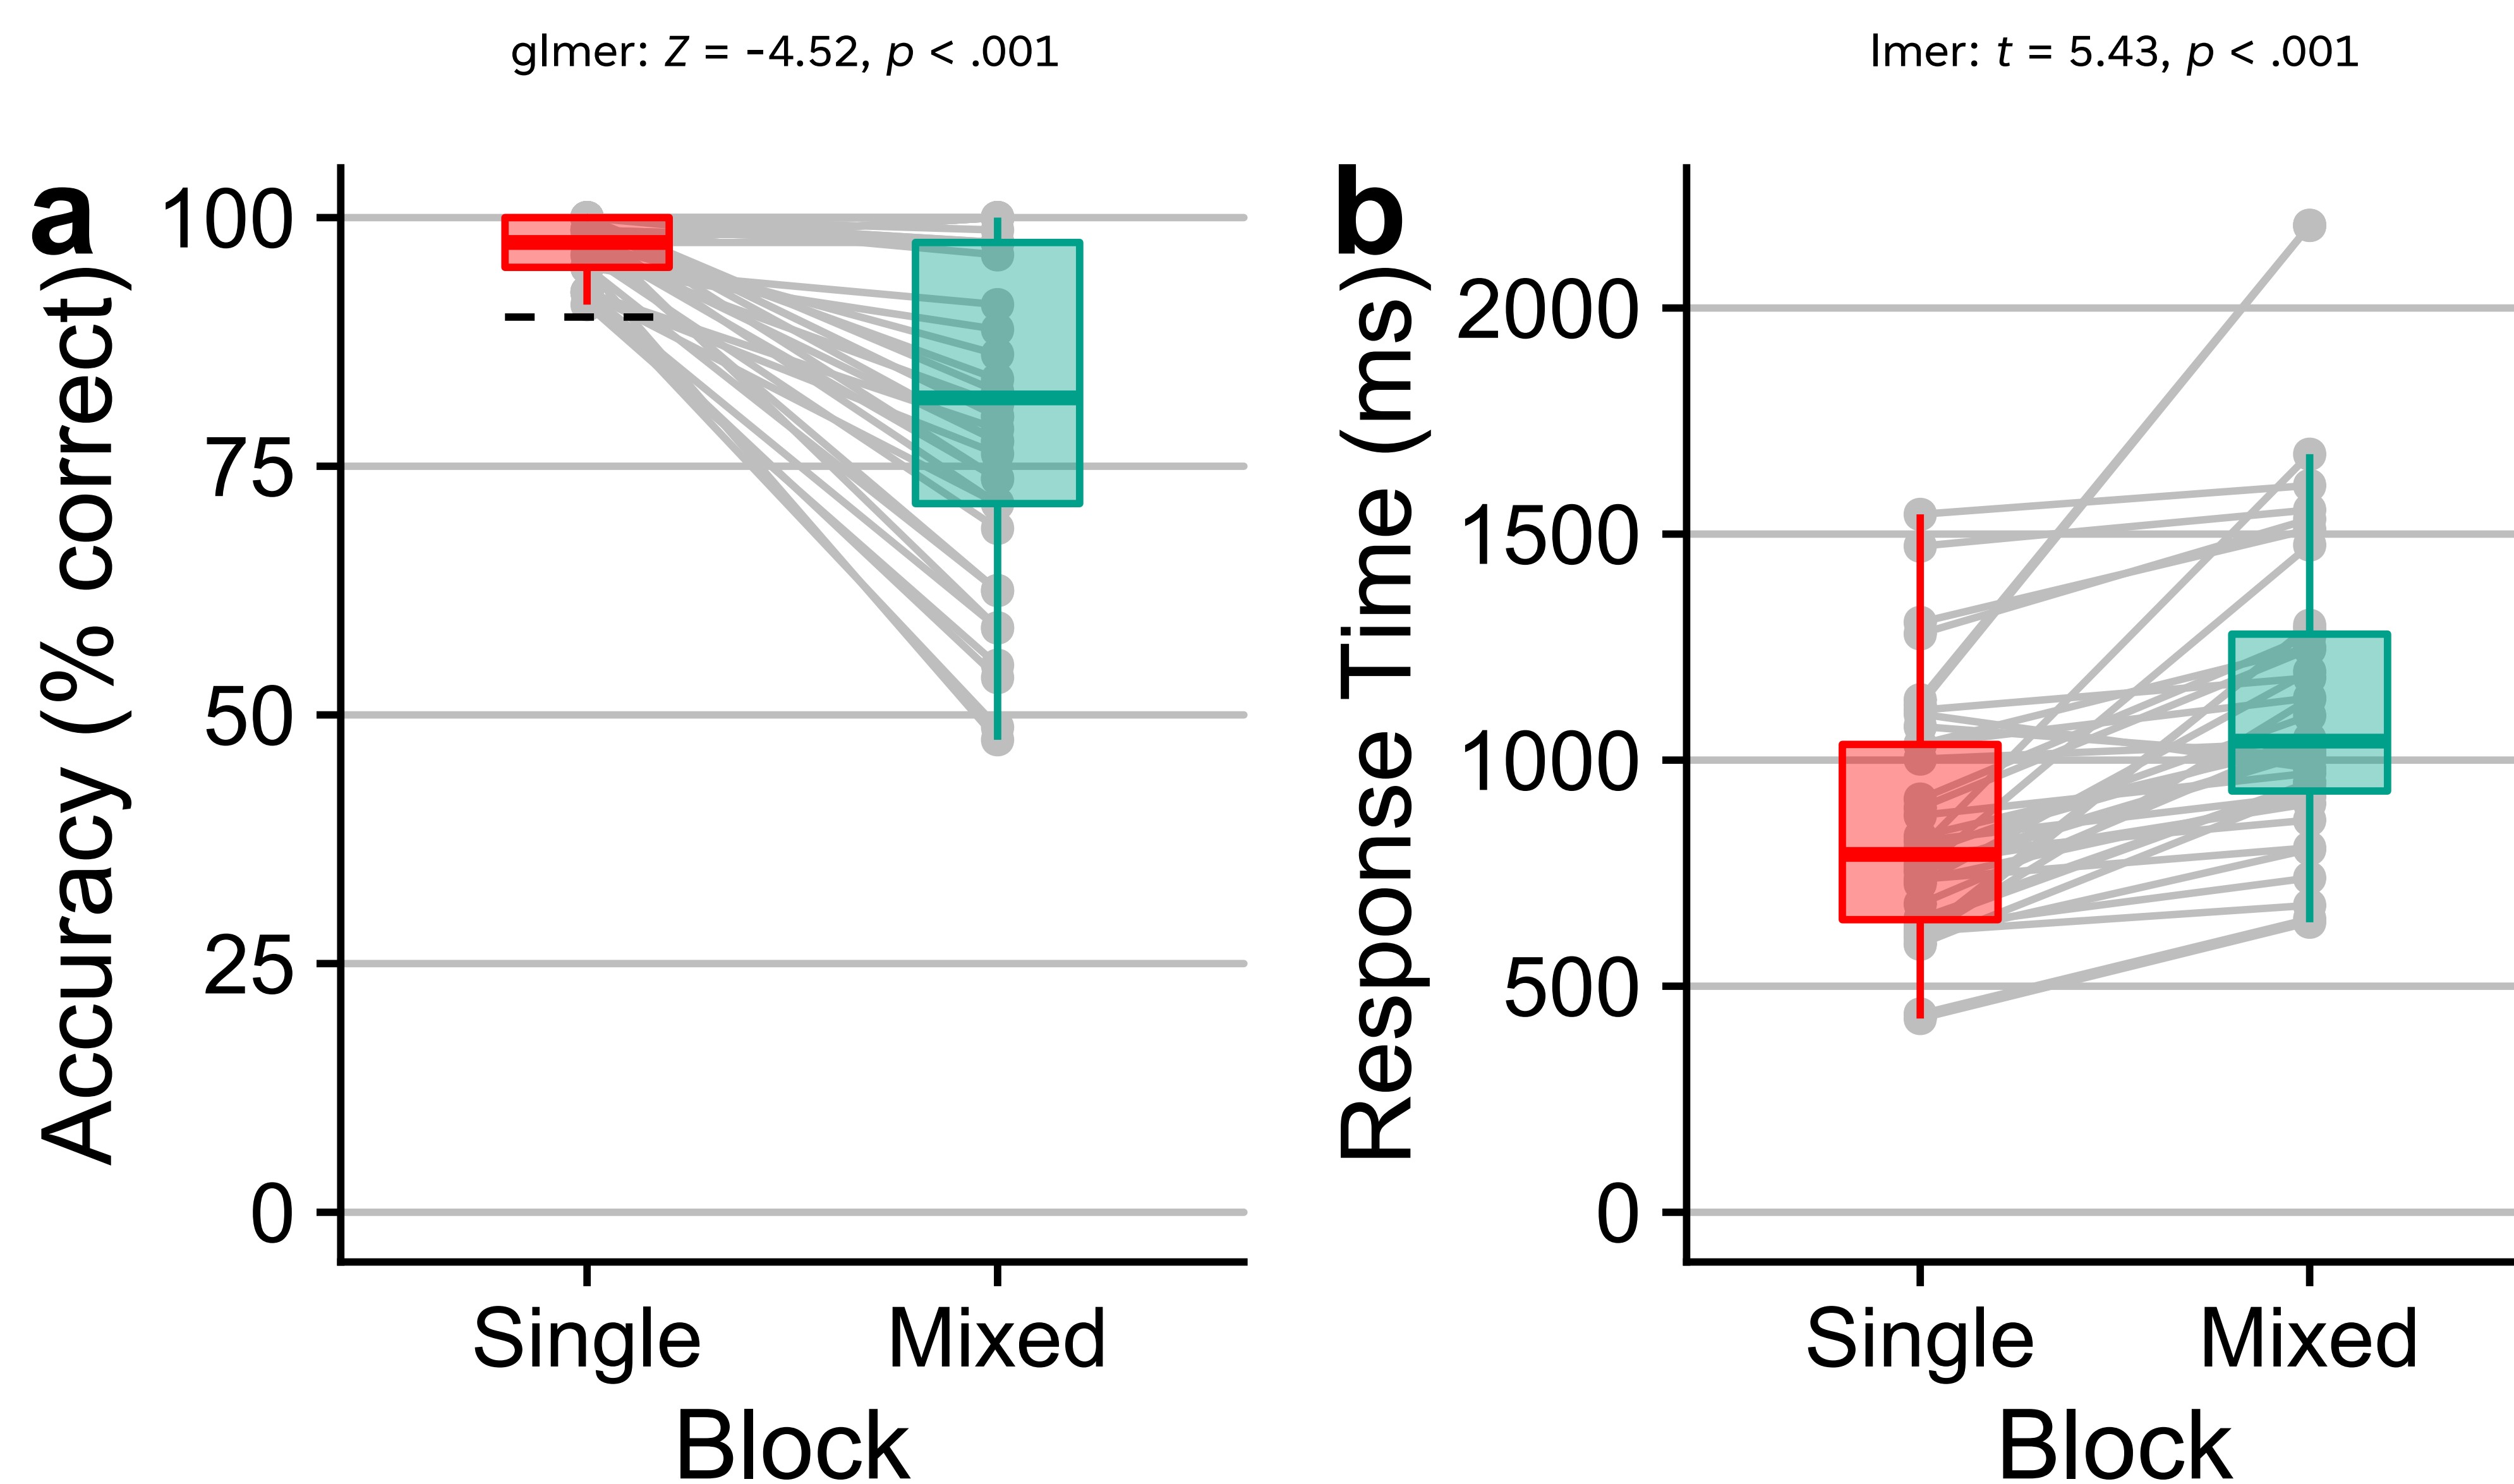 glmer: Z = -4.52, p < .001
lmer: t = 5.43, p < .001
a
Accuracy (% correct)
100
75
50
25
0
Single
Mixed
Block
b
Response Time (ms)
2000
1500
1000
500
0
Single
Mixed
Block